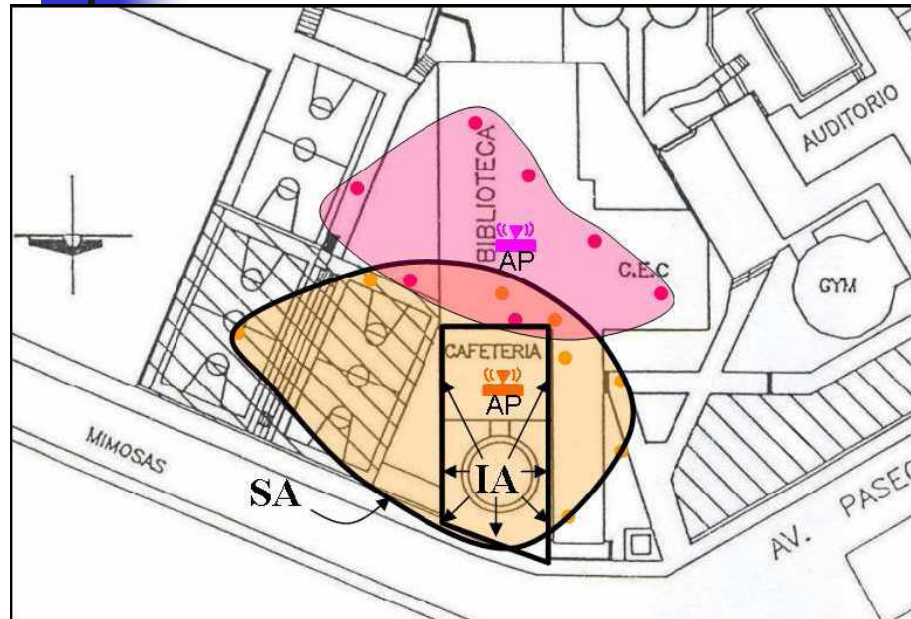 AUDITORIO
BIBLIOTECA
AP
C.E.C
GYM
CAFETERIA
AP
MIMOSAS
SA
IA
AV. PASEO